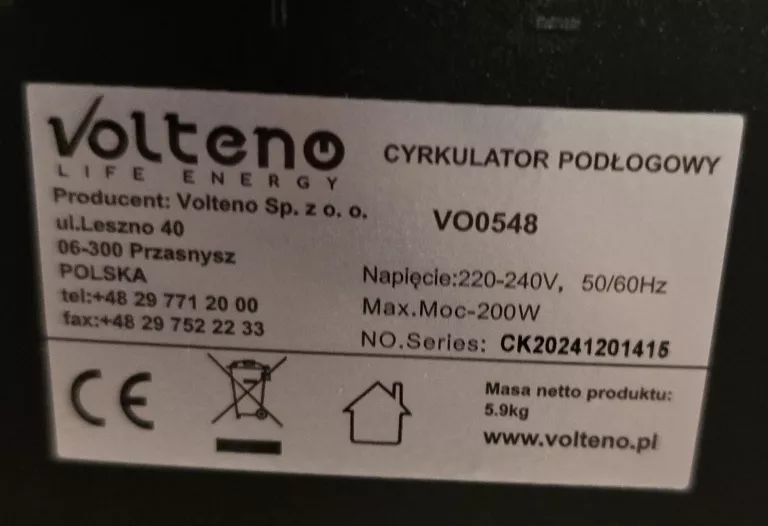 Volteno
LIFE ENERGY
Producent: Volteno Sp. z o. o.
ul.Leszno 40
06-300 Przasnysz
POLSKA
tel:+48 29 771 20 00
fax:+48 29 752 22 33
CYRKULATOR PODŁOGOWY
VO0548
Napięcie:220-240V, 50/60Hz
Max.Moc-200W
NO.Series: CK20241201415
CE
Masa netto produktu:
5.9kg
www.volteno.pl